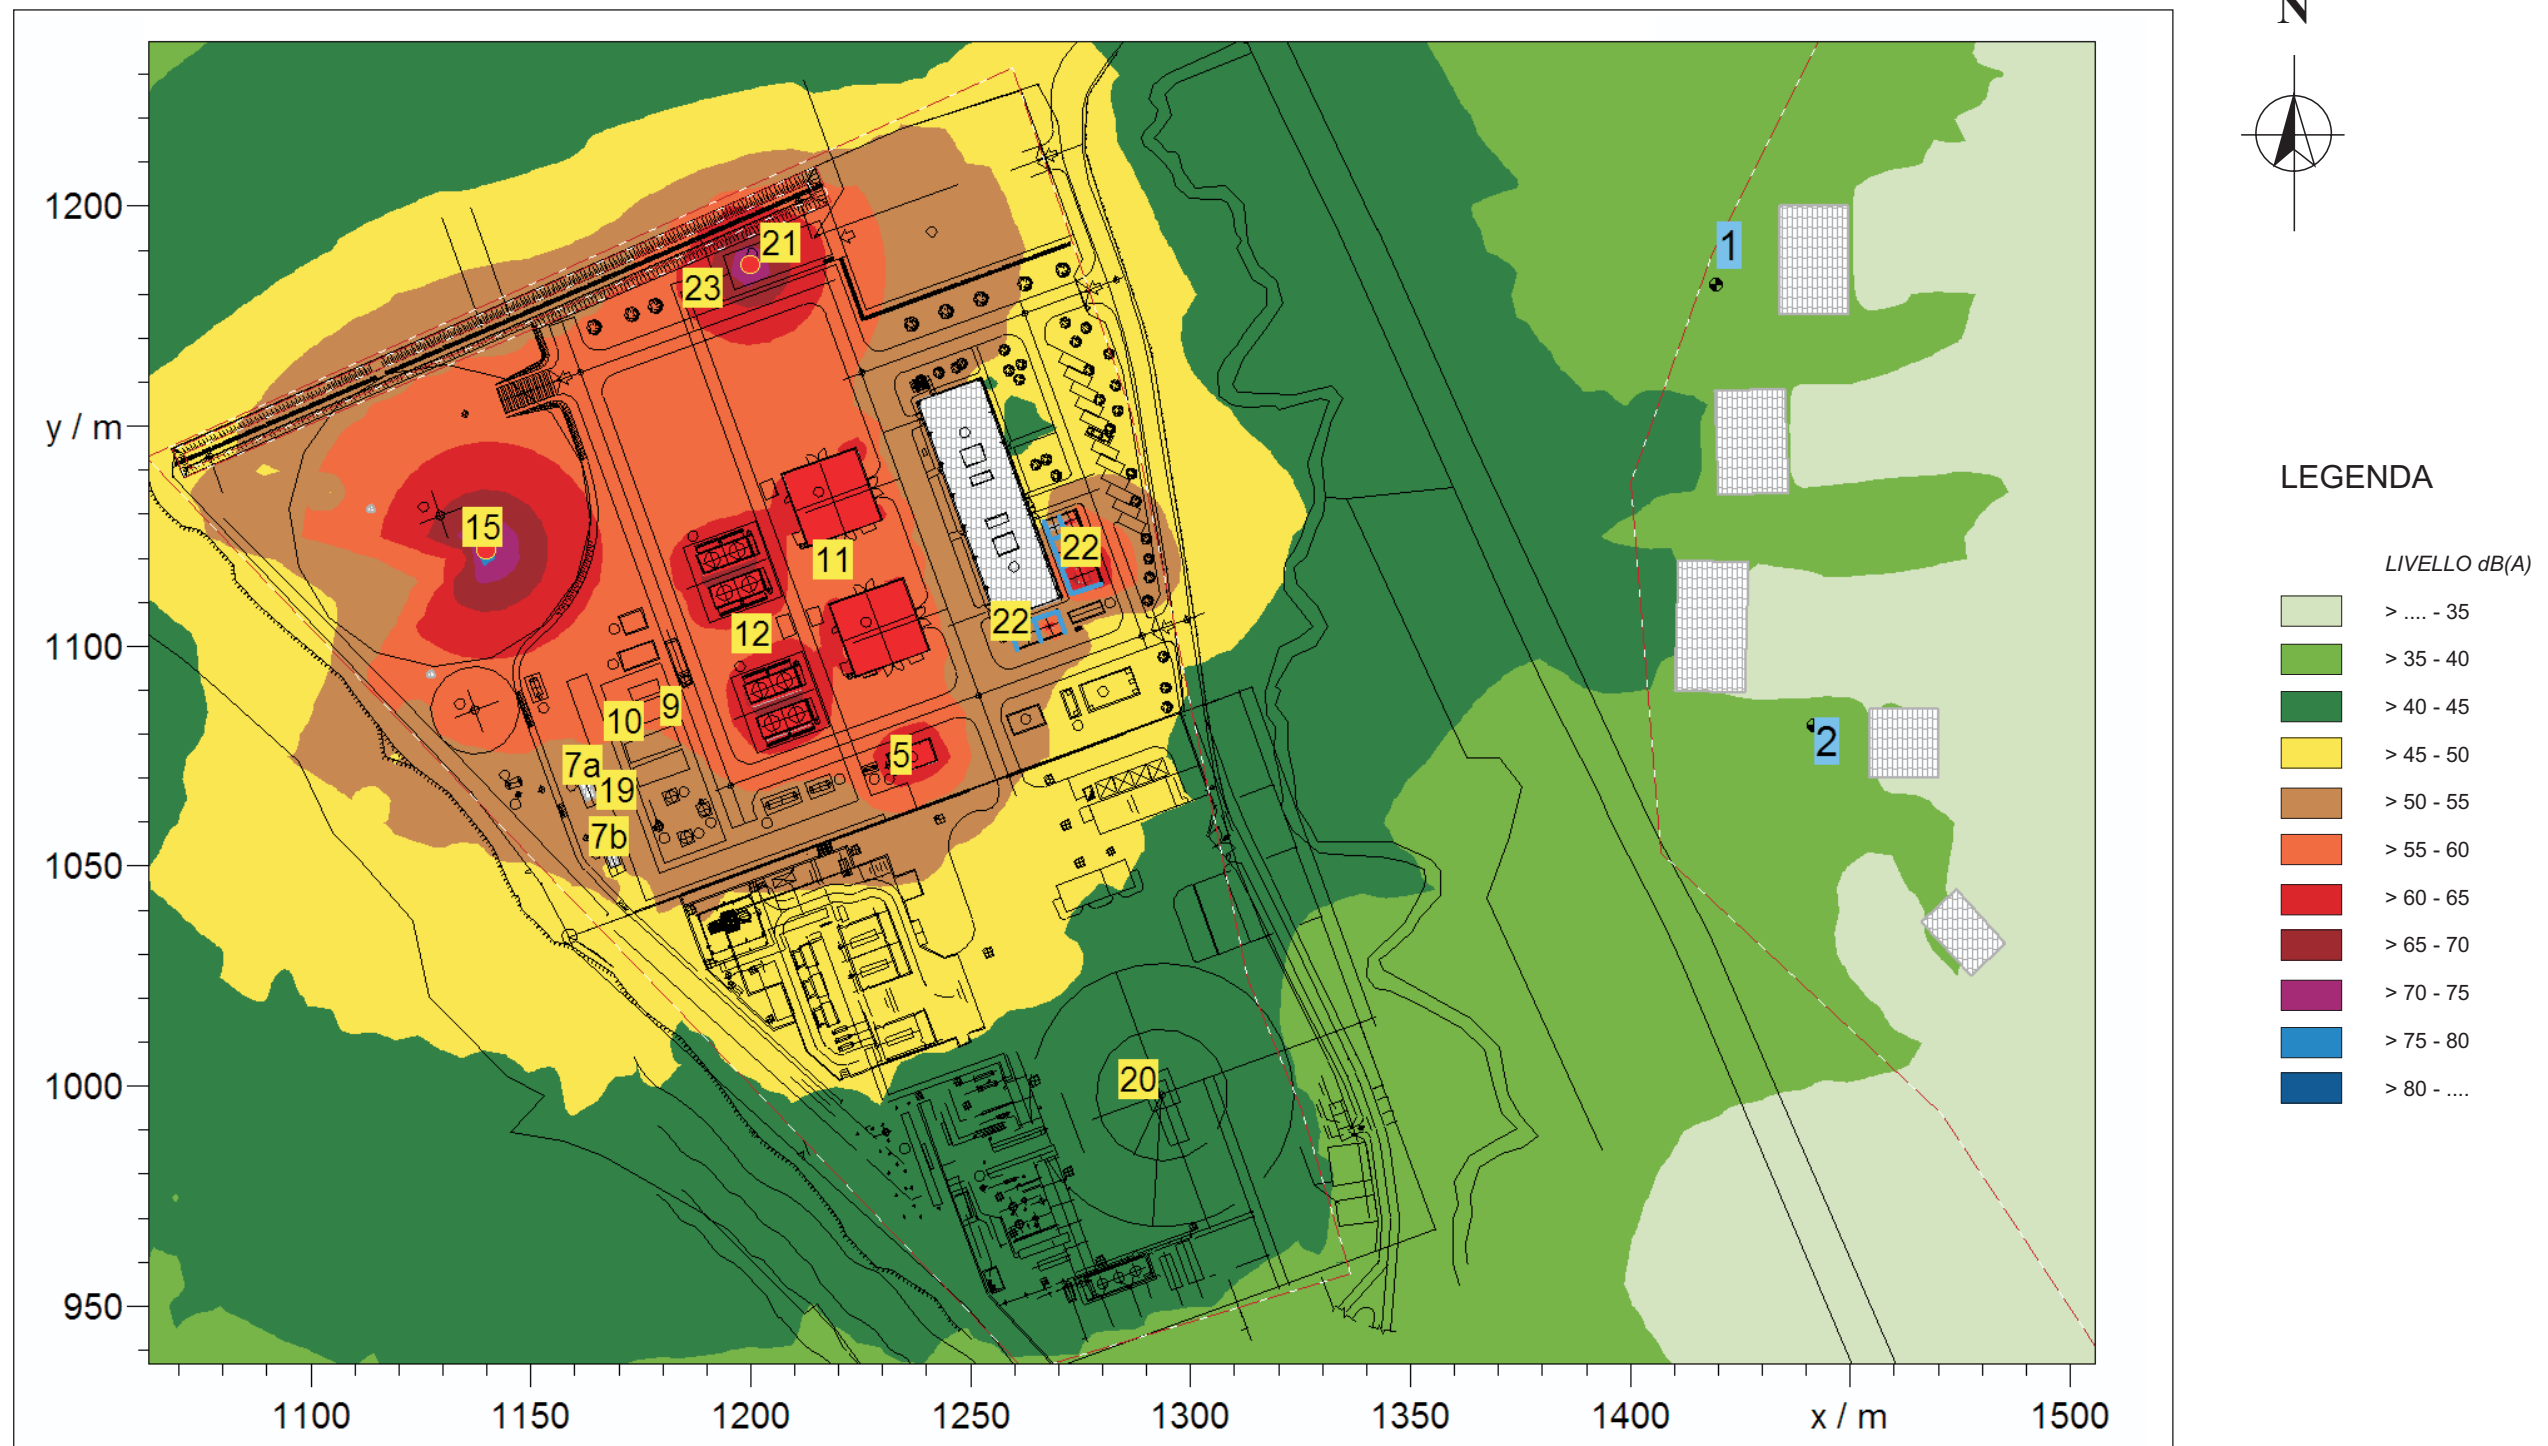 N
1200
y / m
1100
1050
1000
950
1100
1150
1200
1250
1300
1350
1400
x / m
1500
21
23
1
15
11
22
22
12
9
10
5
7a
19
7b
2
20
LEGENDA
LIVELLO dB(A)
> .... - 35
> 35 - 40
> 40 - 45
> 45 - 50
> 50 - 55
> 55 - 60
> 60 - 65
> 65 - 70
> 70 - 75
> 75 - 80
> 80 - ....